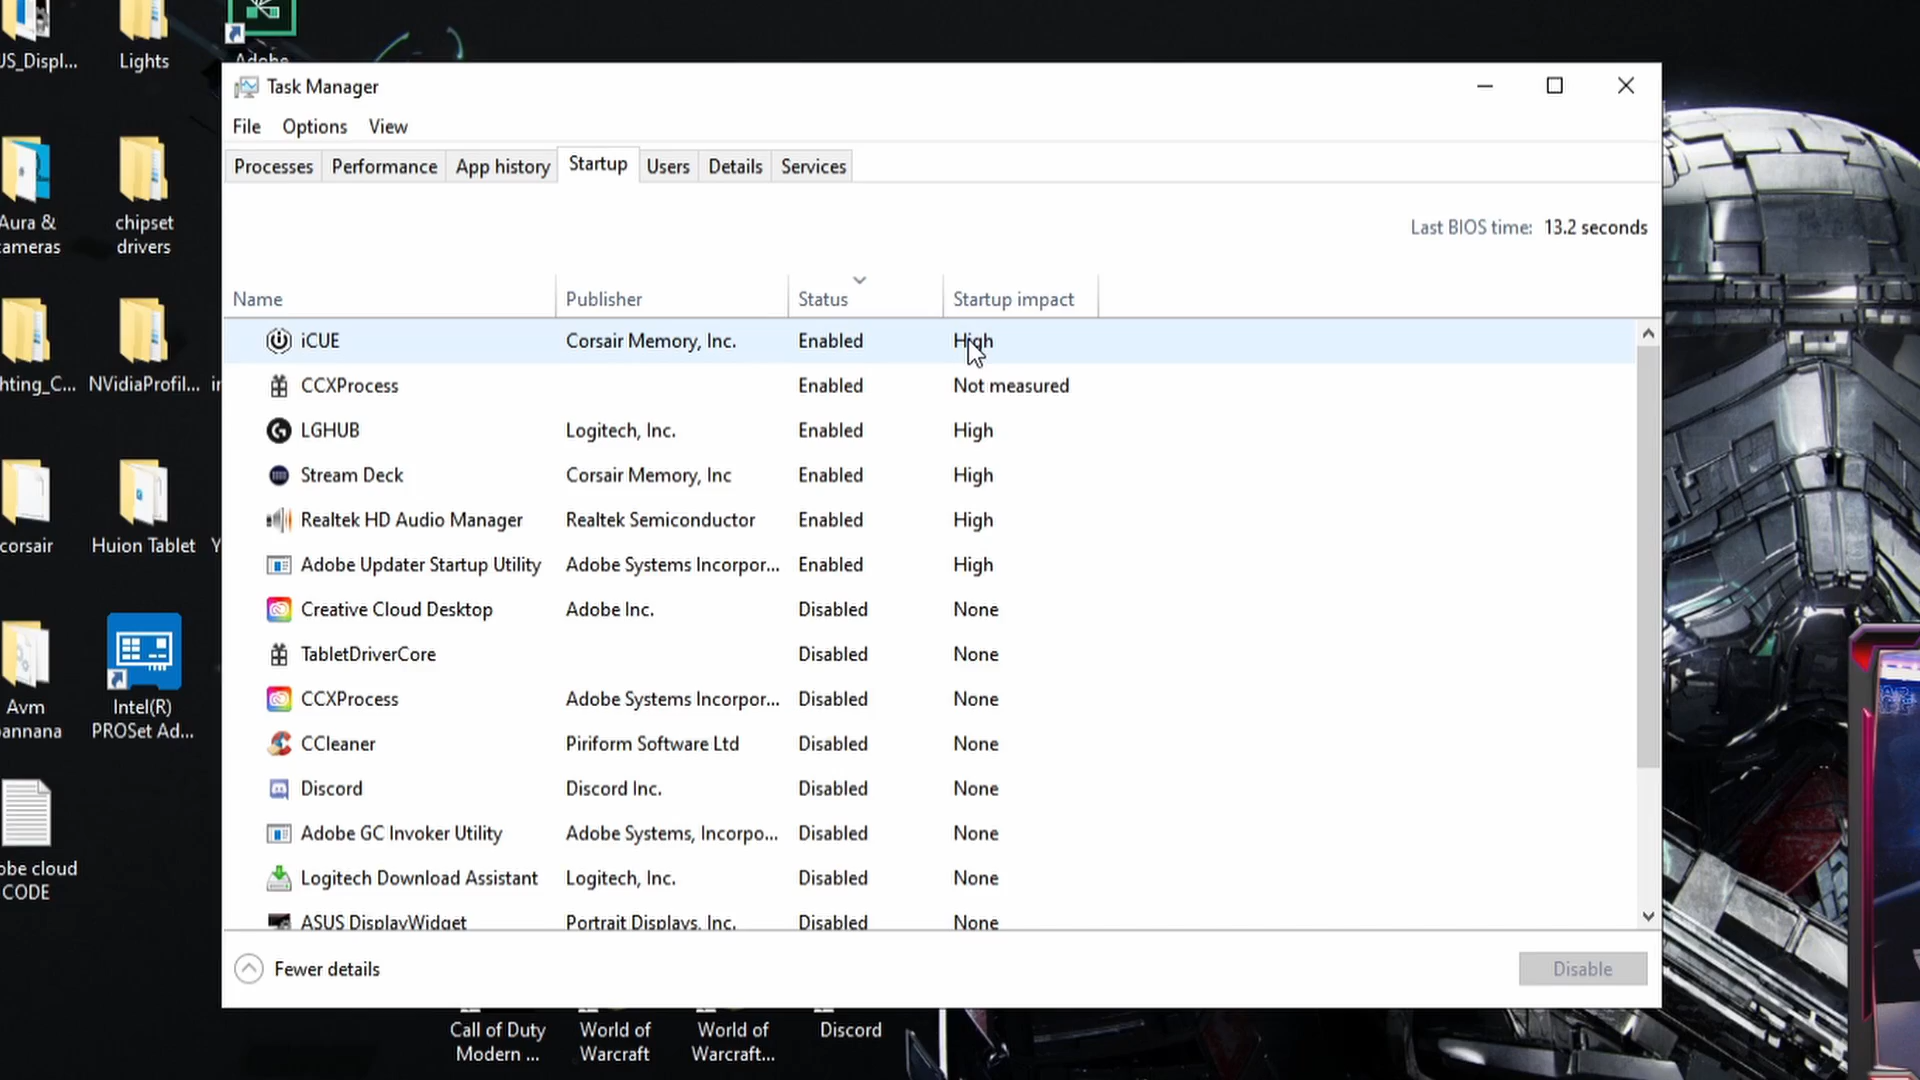 JS_Displ...
Lights
Adobe
Task Manager
File Options View
Processes Performance App history Startup Users Details Services
Last BIOS time: 13.2 seconds
Name Publisher Status Startup impact
iCUE Corsair Memory, Inc. Enabled High
CCXProcess Enabled Not measured
LGHUB Logitech, Inc. Enabled High
Stream Deck Corsair Memory, Inc Enabled High
Realtek HD Audio Manager Realtek Semiconductor Enabled High
Adobe Updater Startup Utility Adobe Systems Incorpor... Enabled High
Creative Cloud Desktop Adobe Inc. Disabled None
TabletDriverCore Disabled None
CCXProcess Adobe Systems Incorpor... Disabled None
CCleaner Piriform Software Ltd Disabled None
Discord Discord Inc. Disabled None
Adobe GC Invoker Utility Adobe Systems, Incorpo... Disabled None
Logitech Download Assistant Logitech, Inc. Disabled None
ASUS DisplayWidget Portrait Displays, Inc. Disabled None
Fewer details
Disable
Aura &
cameras
chipset
drivers
hting_C...
NVidiaProfil...
corsair
Huion Tablet
Avm
bannana
Intel(R)
PROSet Ad...
obe cloud
CODE
Call of Duty
Modern ...
World of
Warcraft
World of
Warcraft...
Discord